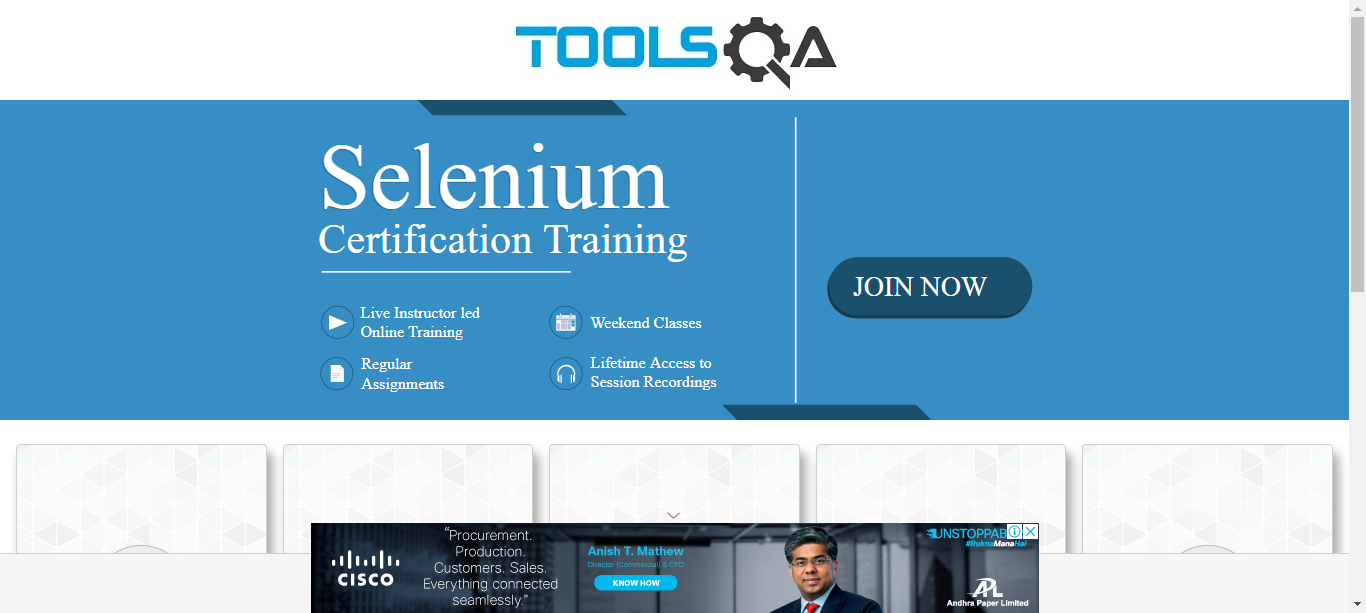 TOOLSQA
Selenium
Certification Training
JOIN NOW
Live Instructor led
Online Training
Weekend Classes
Regular
Assignments
Lifetime Access to
Session Recordings
"Procurement.
Production.
Customers. Sales.
Everything connected
seamlessly."
CISCO
Anish T. Mathew
Director (Commercial) & CFO
KNOW HOW
UNSTOPPAB
#RuknaManaHai
APL
Andhra Paper Limited